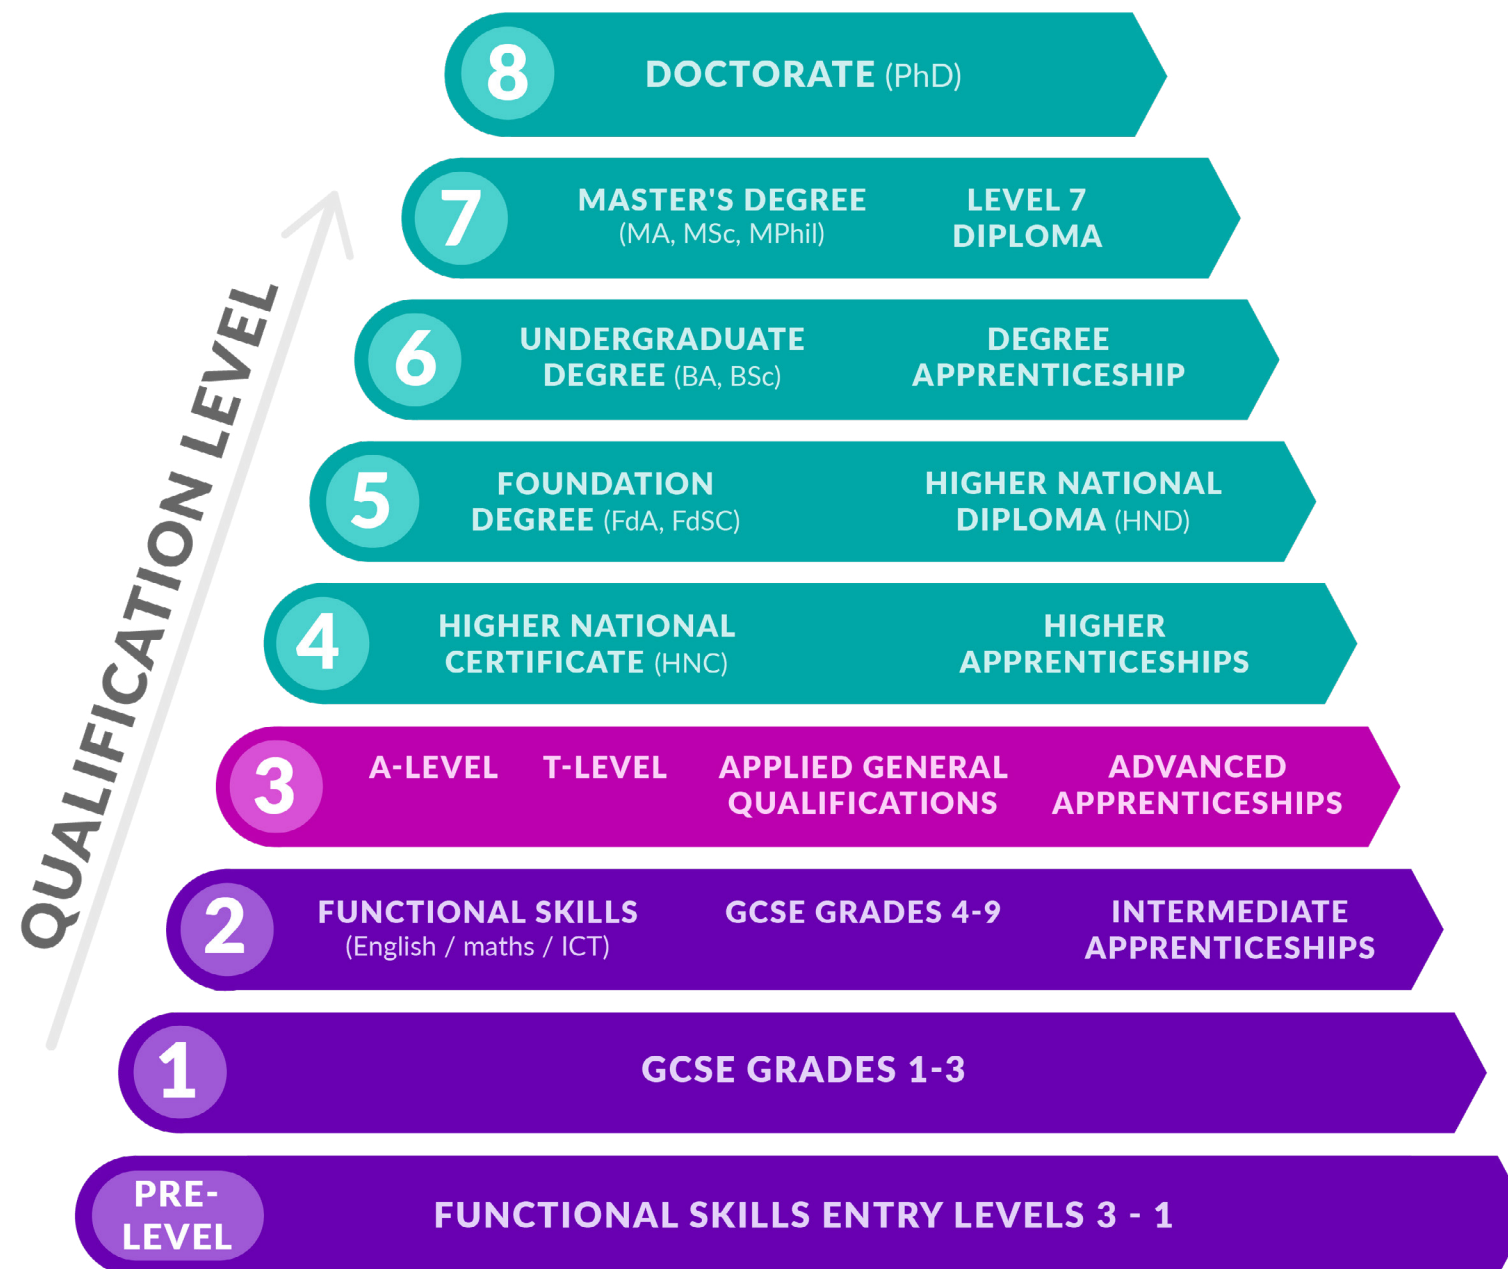 8
DOCTORATE (PhD)
7
MASTER'S DEGREE
(MA, MSc, MPhil)
LEVEL 7
DIPLOMA
6
UNDERGRADUATE
DEGREE (BA, BSc)
DEGREE
APPRENTICESHIP
5
FOUNDATION
DEGREE (FdA, FdSC)
HIGHER NATIONAL
DIPLOMA (HND)
4
HIGHER NATIONAL
CERTIFICATE (HNC)
HIGHER
APPRENTICESHIPS
3
A-LEVEL
T-LEVEL
APPLIED GENERAL
QUALIFICATIONS
ADVANCED
APPRENTICESHIPS
2
FUNCTIONAL SKILLS
(English / maths / ICT)
GCSE GRADES 4-9
INTERMEDIATE
APPRENTICESHIPS
1
GCSE GRADES 1-3
PRE-
LEVEL
FUNCTIONAL SKILLS ENTRY LEVELS 3 - 1
QUALIFICATION LEVEL